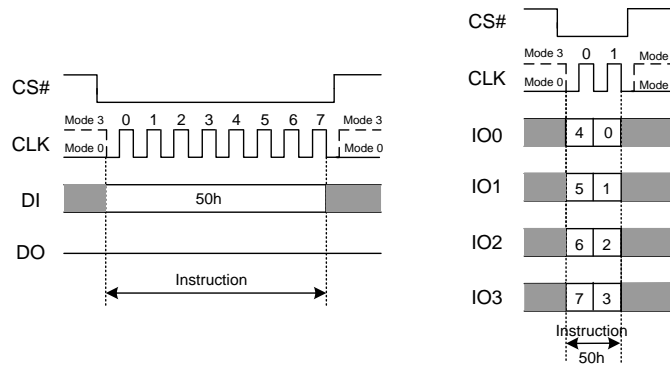 CS#
Mode 3 0 1 2 3 4 5 6 7 Mode 3
CLK
Mode 0 Mode 0
DI 50h
DO
Instruction
CS#
Mode 3 0 1 Mode
CLK
Mode 0 Mode
IO0 4 0
IO1 5 1
IO2 6 2
IO3 7 3
Instruction
50h